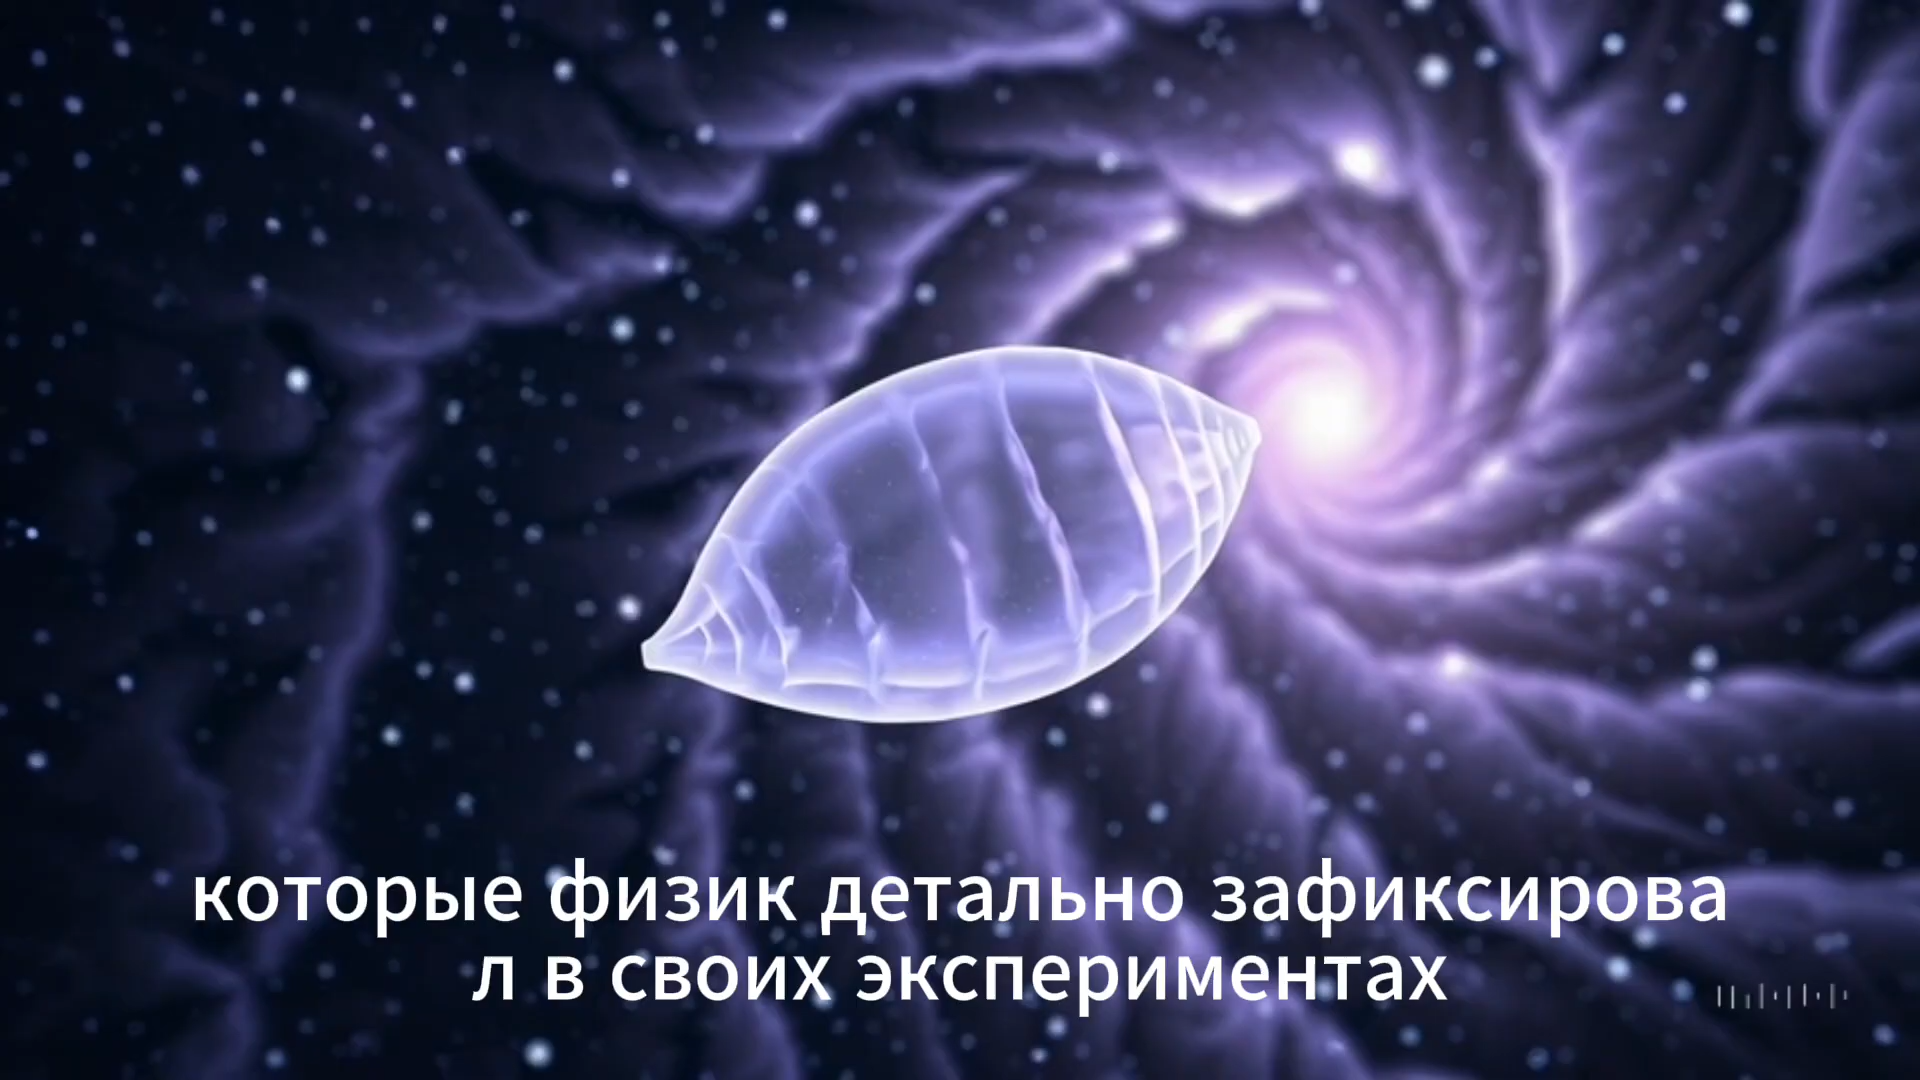 которые физик детально зафиксирова
л в своих экспериментах